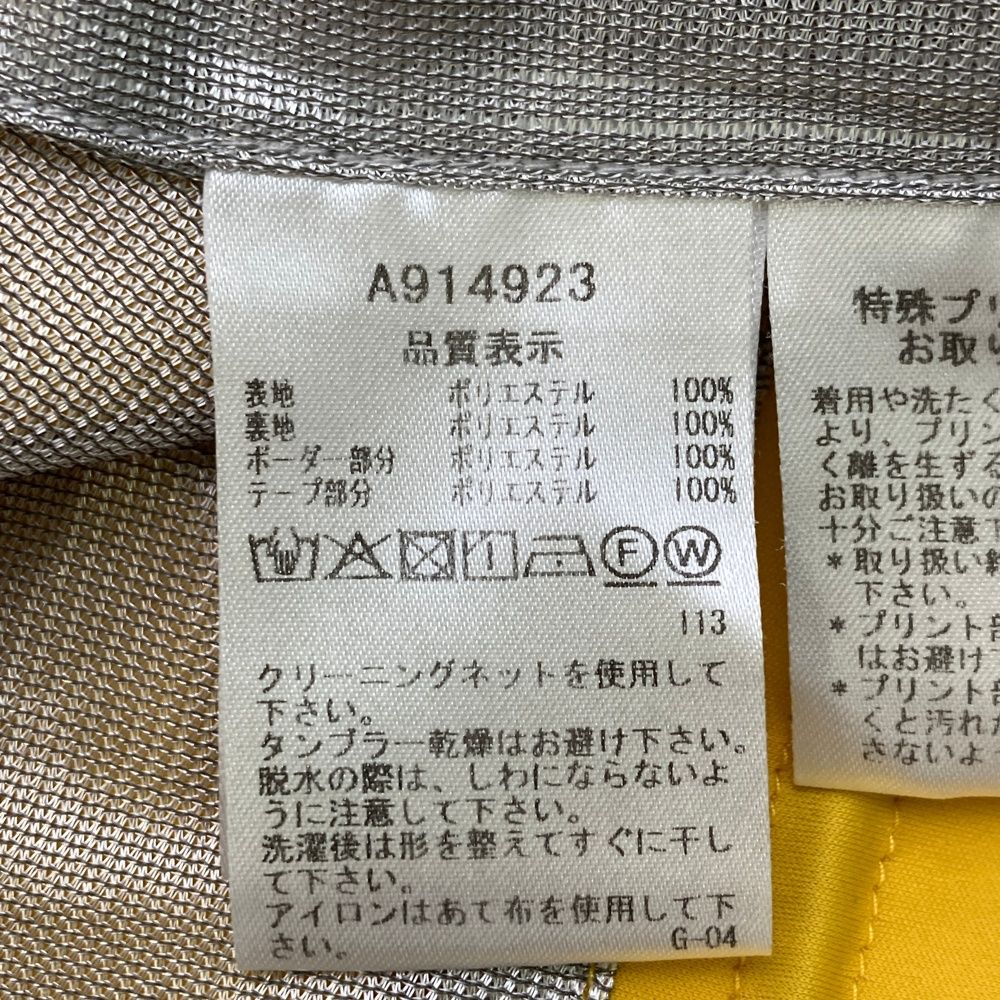 A914923
品質表示
表地 ポリエステル 100%
裏地 ポリエステル 100%
ボーダー部分 ポリエステル 100%
テープ部分 ポリエステル 100%
F W
113
クリーニングネットを使用して
下さい。
タンブラー乾燥はお避け下さい。
脱水の際は、しわにならないよ
うに注意して下さい。
洗濯後は形を整えてすぐに干し
て下さい。
アイロンはあて布を使用して下
さい。 G-04
特殊プ
お取り
着用や洗たく
より、プリン
く離を生ずる
お取り扱いの
十分ご注意下
*取り扱い
下さい。
*プリント部
はお避け下
*プリント部
くと汚れ
さないよ